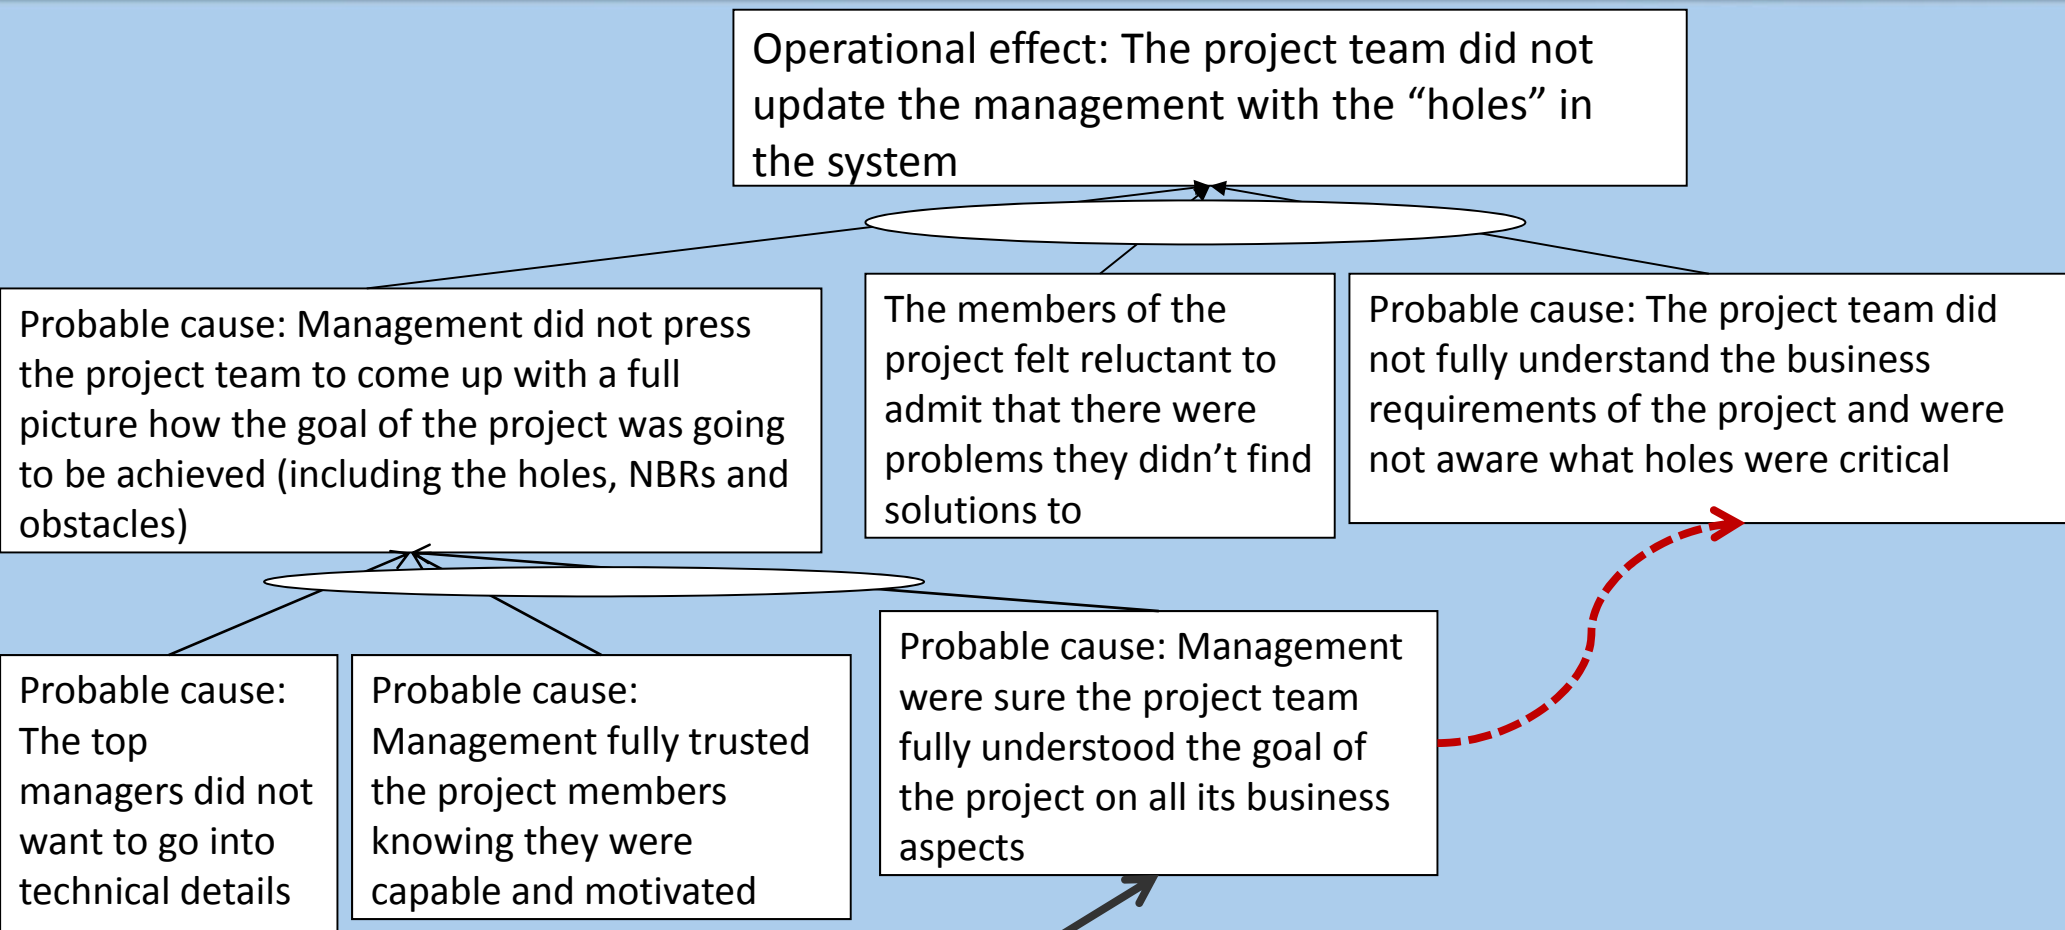 Operational effect: The project team did not
update the management with the “holes” in
the system
Probable cause: Management did not press
the project team to come up with a full
picture how the goal of the project was going
to be achieved (including the holes, NBRs and
obstacles)
The members of the
project felt reluctant to
admit that there were
problems they didn’t find
solutions to
Probable cause: The project team did
not fully understand the business
requirements of the project and were
not aware what holes were critical
Probable cause:
The top
managers did not
want to go into
technical details
Probable cause:
Management fully trusted
the project members
knowing they were
capable and motivated
Probable cause: Management
were sure the project team
fully understood the goal of
the project on all its business
aspects